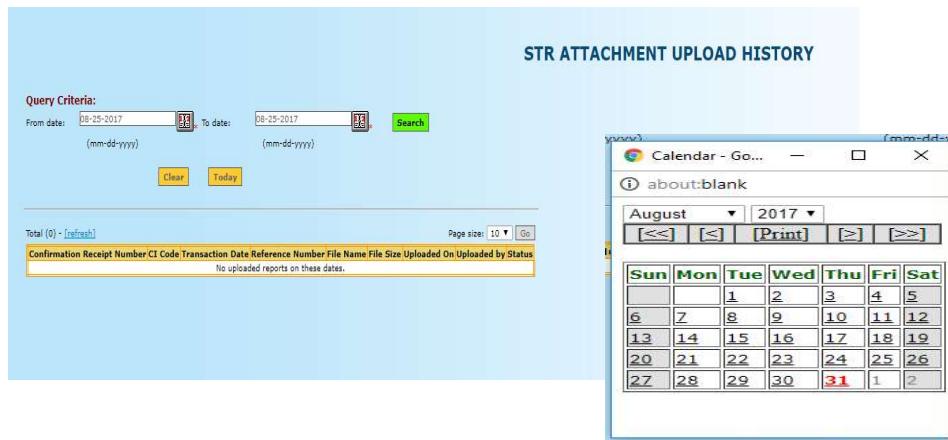 STR ATTACHMENT UPLOAD HISTORY
Query Criteria:
From date: 08-25-2017 * To date: 08-25-2017 * Search
(mm-dd-yyyy) (mm-dd-yyyy)
Clear Today
Total (0) - [refresh] Page size: 10 Go
Confirmation Receipt Number CI Code Transaction Date Reference Number File Name File Size Uploaded On Uploaded by Status
No uploaded reports on these dates.
Calendar - Go...
about:blank
August 2017
[<<] [<] [Print] [>] [>>]
Sun Mon Tue Wed Thu Fri Sat
1 2 3 4 5
6 7 8 9 10 11 12
13 14 15 16 17 18 19
20 21 22 23 24 25 26
27 28 29 30 31 1 2